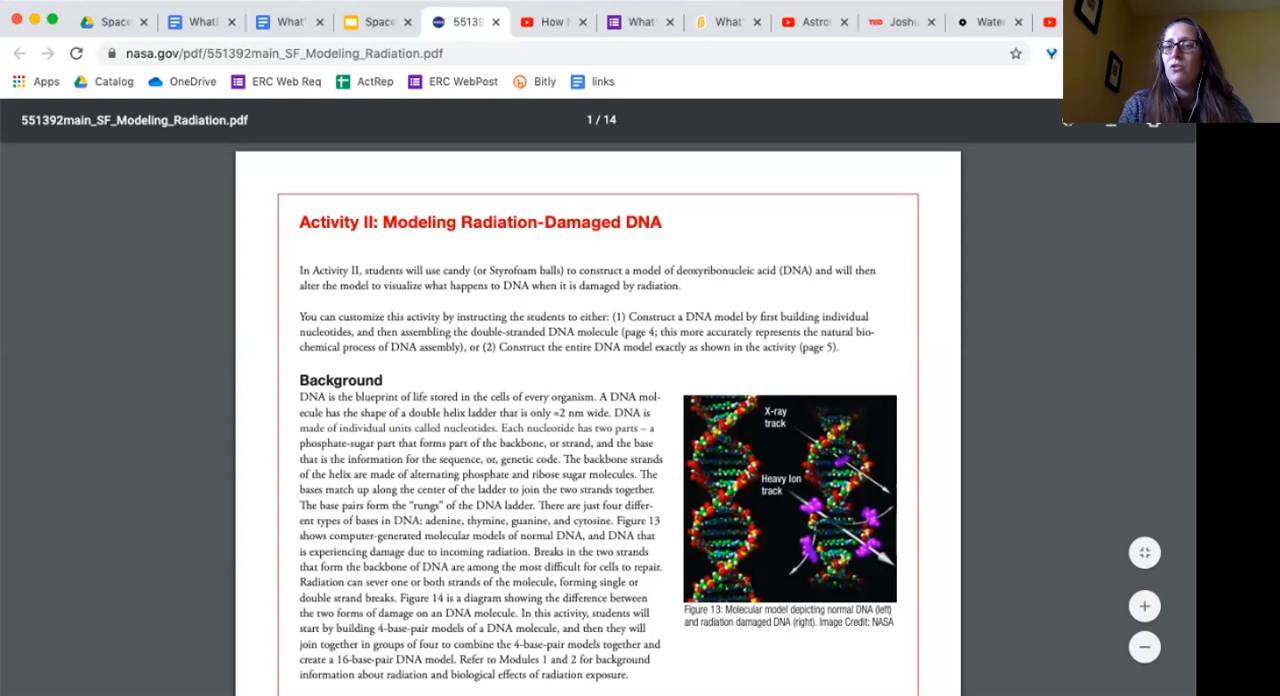 Space
What
What'
Space
5513
How I
What
What'
Astro
TED Joshu
Water
nasa.gov/pdf/551392main_SF_Modeling_Radiation.pdf
Apps Catalog OneDrive ERC Web Req ActRep ERC WebPost Bitly links
551392main_SF_Modeling_Radiation.pdf 1 / 14
Activity II: Modeling Radiation-Damaged DNA
In Activity II, students will use candy (or Styrofoam balls) to construct a model of deoxyribonucleic acid (DNA) and will then
alter the model to visualize what happens to DNA when it is damaged by radiation.
You can customize this activity by instructing the students to either: (1) Construct a DNA model by first building individual
nucleotides, and then assembling the double-stranded DNA molecule (page 4; this more accurately represents the natural bio-
chemical process of DNA assembly), or (2) Construct the entire DNA model exactly as shown in the activity (page 5).
Background
DNA is the blueprint of life stored in the cells of every organism. A DNA mol-
ecule has the shape of a double helix ladder that is only ≈2 nm wide. DNA is
made of individual units called nucleotides. Each nucleotide has two parts – a
phosphate-sugar part that forms part of the backbone, or strand, and the base
that is the information for the sequence, or, genetic code. The backbone strands
of the helix are made of alternating phosphate and ribose sugar molecules. The
bases match up along the center of the ladder to join the two strands together.
The base pairs form the “rungs” of the DNA ladder. There are just four differ-
ent types of bases in DNA: adenine, thymine, guanine, and cytosine. Figure 13
shows computer-generated molecular models of normal DNA, and DNA that
is experiencing damage due to incoming radiation. Breaks in the two strands
that form the backbone of DNA are among the most difficult for cells to repair.
Radiation can sever one or both strands of the molecule, forming single or
double strand breaks. Figure 14 is a diagram showing the difference between
the two forms of damage on an DNA molecule. In this activity, students will
start by building 4-base-pair models of a DNA molecule, and then they will
join together in groups of four to combine the 4-base-pair models together and
create a 16-base-pair DNA model. Refer to Modules 1 and 2 for background
information about radiation and biological effects of radiation exposure.
X-ray
track
Heavy Ion
track
Figure 13: Molecular model depicting normal DNA (left)
and radiation damaged DNA (right). Image Credit: NASA